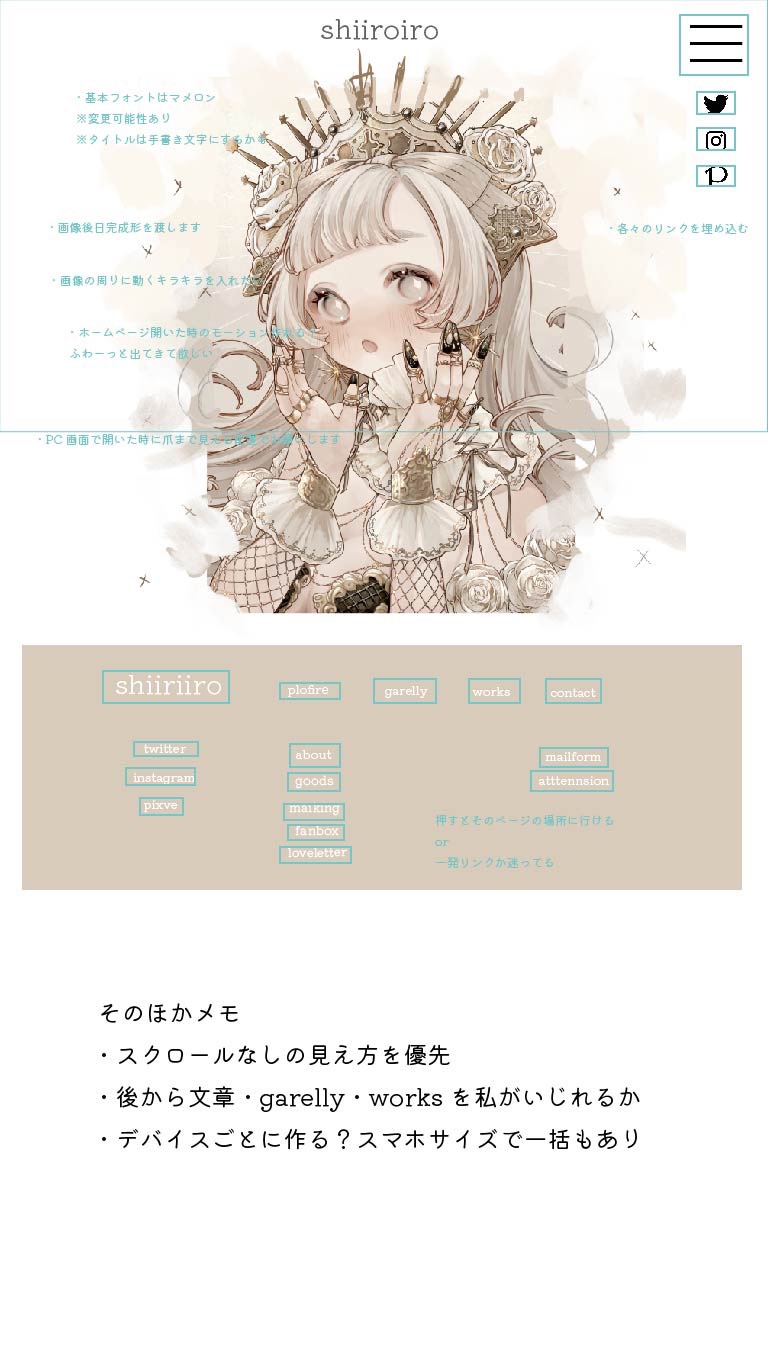 shiiroiro
・基本フォントはマメロン
※変更可能性あり
※タイトルは手書き文字にするかも
・画像後日完成形を渡します
・各々のリンクを埋め込む
・画像の周りに動くキラキラを入れたい
・ホームページ開いた時のモーション作れる？
ふわーっと出てきて欲しい
・PC 画面で開いた時に爪まで見える
します
shiiriiro
plofire
garelly
works
contact
twitter
instagram
pixve
about
goods
making
fanbox
loveletter
mailform
atttennsion
押すとそのページの場所に行ける
or
一発リンクか迷ってる
そのほかメモ
・スクロールなしの見え方を優先
・後から文章・garelly・works を私がいじれるか
・デバイスごとに作る？スマホサイズで一括もあり